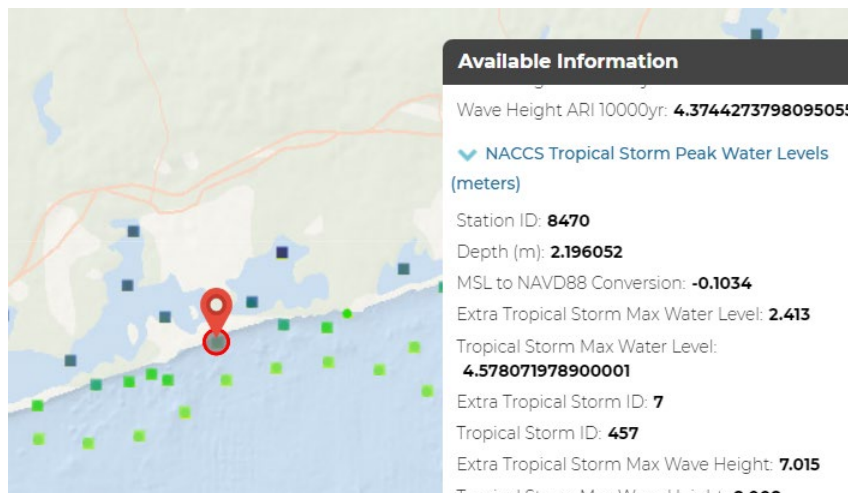 Available Information
Wave Height ARI 10000yr: 4.3744273798095055
NACCS Tropical Storm Peak Water Levels
(meters)
Station ID: 8470
Depth (m): 2.196052
MSL to NAVD88 Conversion: -0.1034
Extra Tropical Storm Max Water Level: 2.413
Tropical Storm Max Water Level:
4.578071978900001
Extra Tropical Storm ID: 7
Tropical Storm ID: 457
Extra Tropical Storm Max Wave Height: 7.015